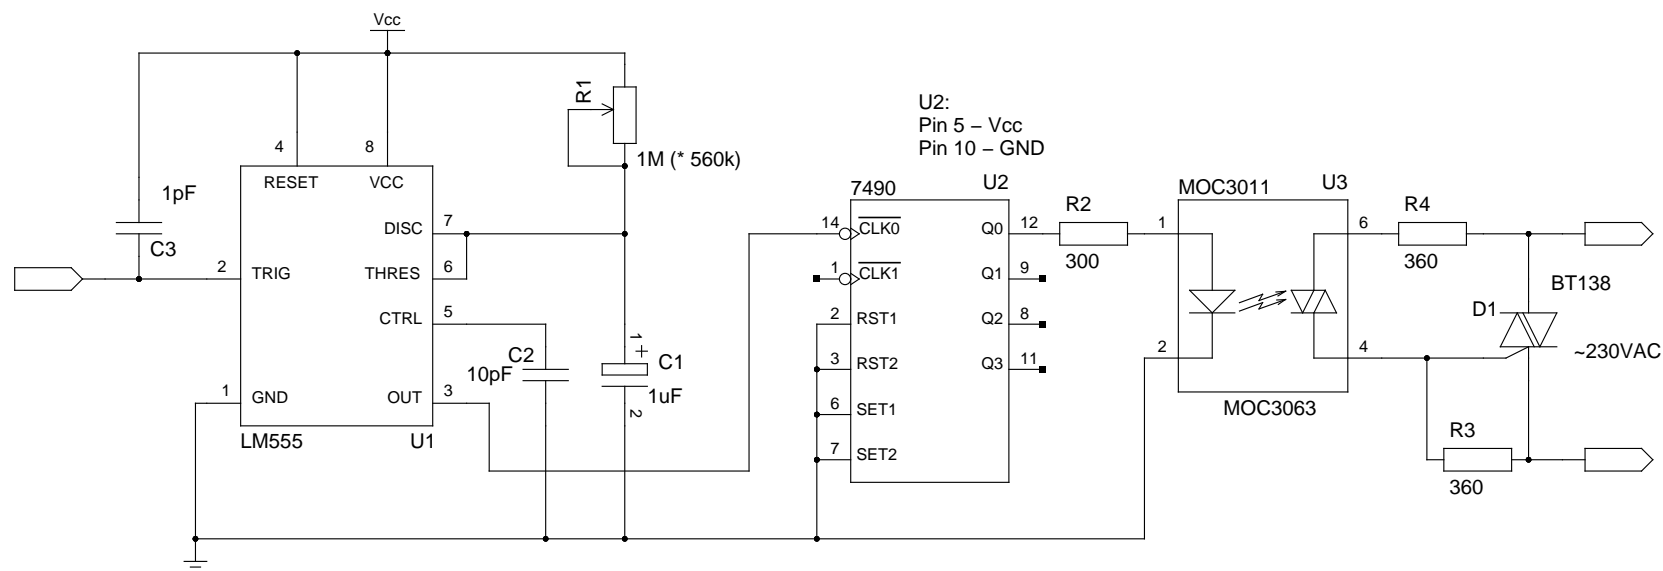 Vcc
R1
1M (* 560k)
4
8
RESET
VCC
1pF
C3
2
TRIG
DISC
7
THRES
6
CTRL
5
C2
10pF
1
+
C1
1uF
2
1
GND
OUT
3
LM555
U1
U2:
Pin 5 – Vcc
Pin 10 – GND
7490
U2
14
CLK0
Q0
12
1
CLK1
Q1
9
2
RST1
Q2
8
3
RST2
Q3
11
6
SET1
7
SET2
R2
300
MOC3011
U3
1
6
2
4
MOC3063
R4
360
BT138
D1
~230VAC
R3
360